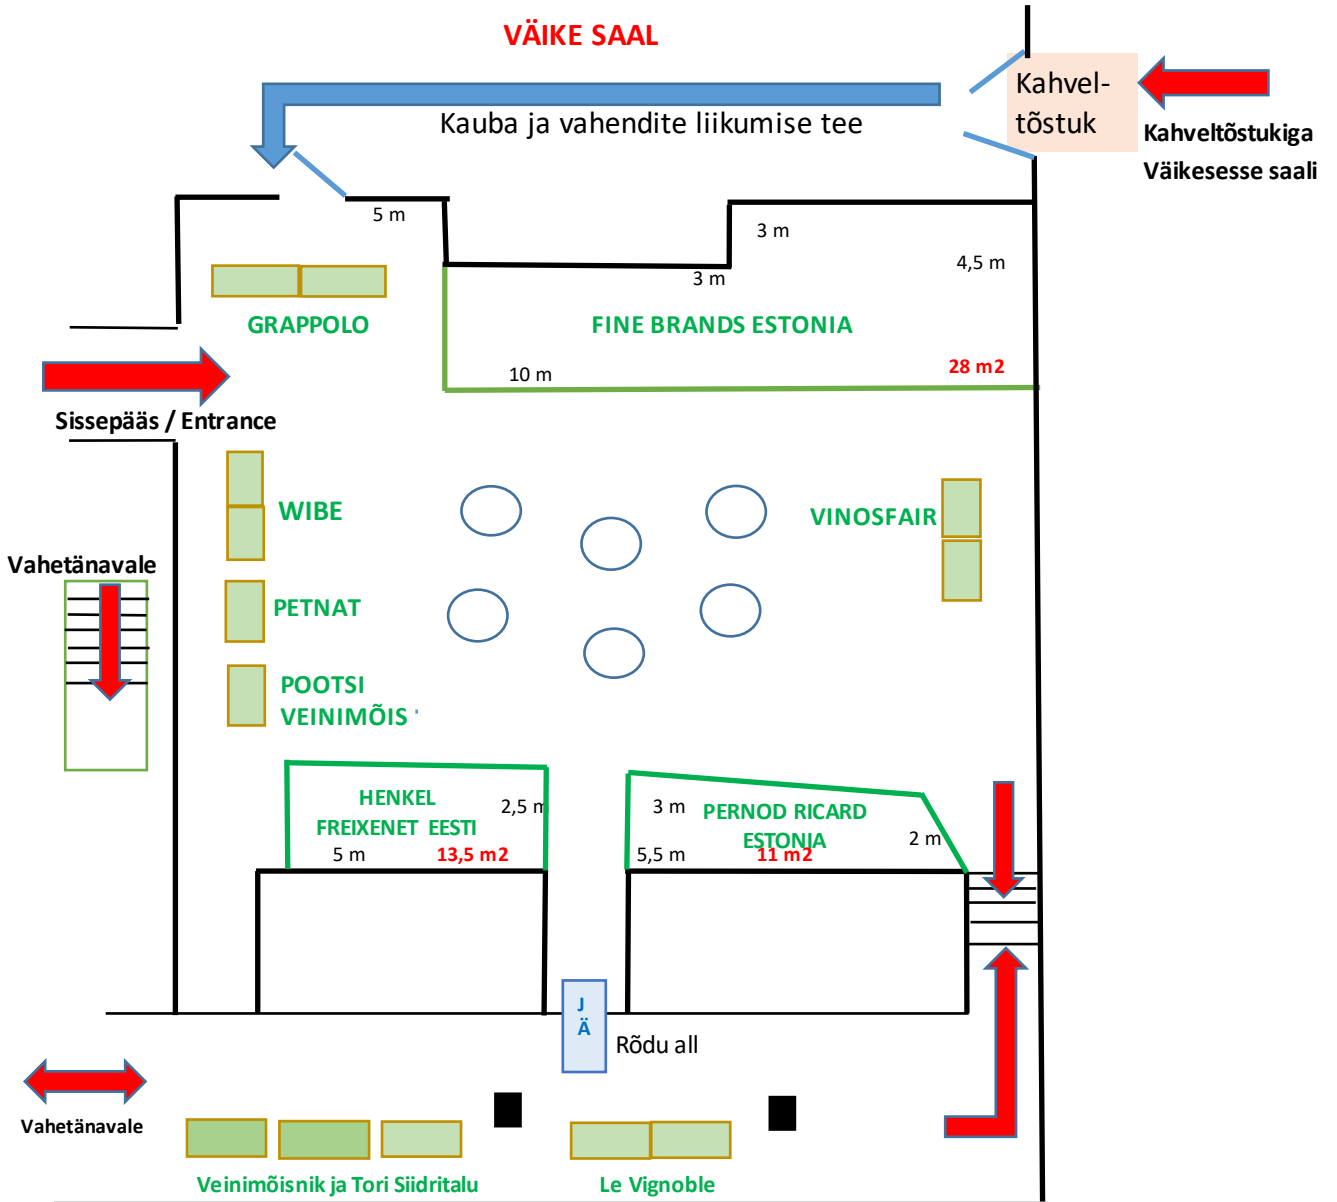 VÄIKE SAAL
Kahvel-
tõstuk
Kauba ja vahendite liikumise tee
Kahveltõstukiga
Väikesesse saali
5 m
3 m
4,5 m
3 m
GRAPPOLO
FINE BRANDS ESTONIA
10 m
28 m2
Sissepääs / Entrance
WIBE
VINOSFAIR
Vahetänavale
PETNAT
POOTSI
VEINIMÕIS
HENKEL
FREIXENET EESTI
2,5 m
5 m
13,5 m2
3 m
PERNOD RICARD
ESTONIA
2 m
5,5 m
11 m2
J
Ä
Rõdu all
Vahetänavale
Veinimõisnik ja Tori Siidritalu
Le Vignoble